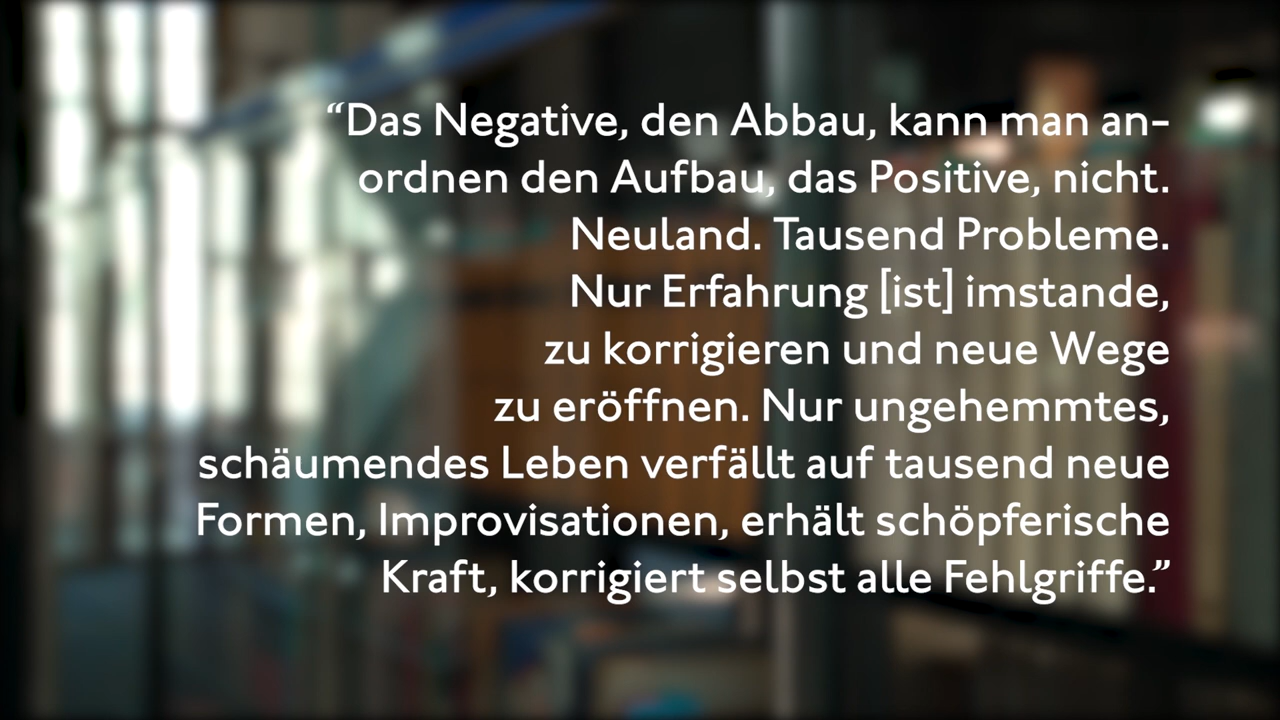 “Das Negative, den Abbau, kann man an-
ordnen den Aufbau, das Positive, nicht.
Neuland. Tausend Probleme.
Nur Erfahrung [ist] imstande,
zu korrigieren und neue Wege
zu eröffnen. Nur ungehemmtes,
schäumendes Leben verfällt auf tausend neue
Formen, Improvisationen, erhält schöpferische
Kraft, korrigiert selbst alle Fehlgriffe.”